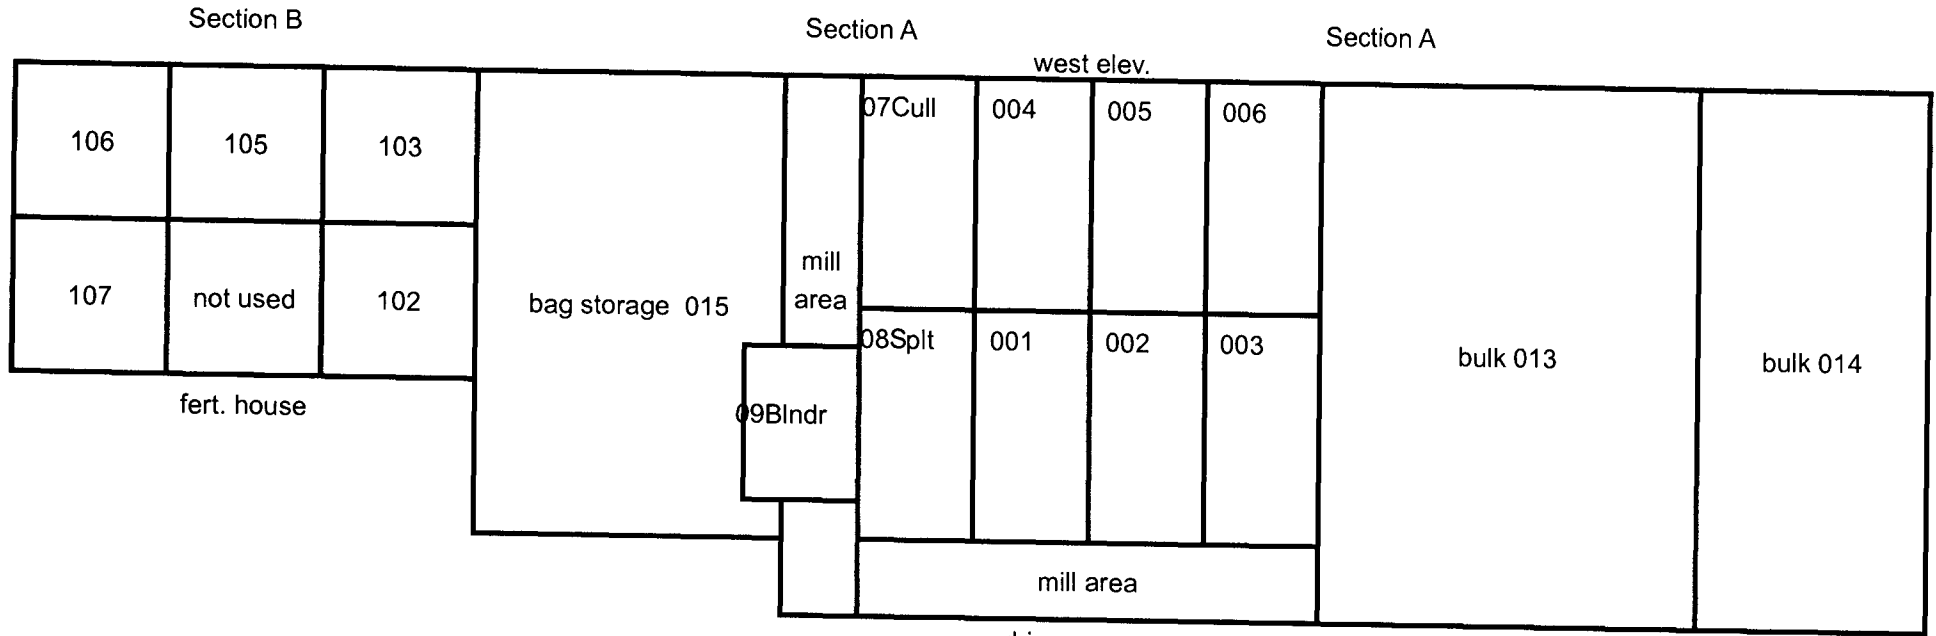 Section B
Section A
Section A
west elev.
106
105
103
07Cull
004
005
006
107
not used
102
bag storage 015
mill
area
08Splt
001
002
003
bulk 013
bulk 014
fert. house
09Blndr
mill area